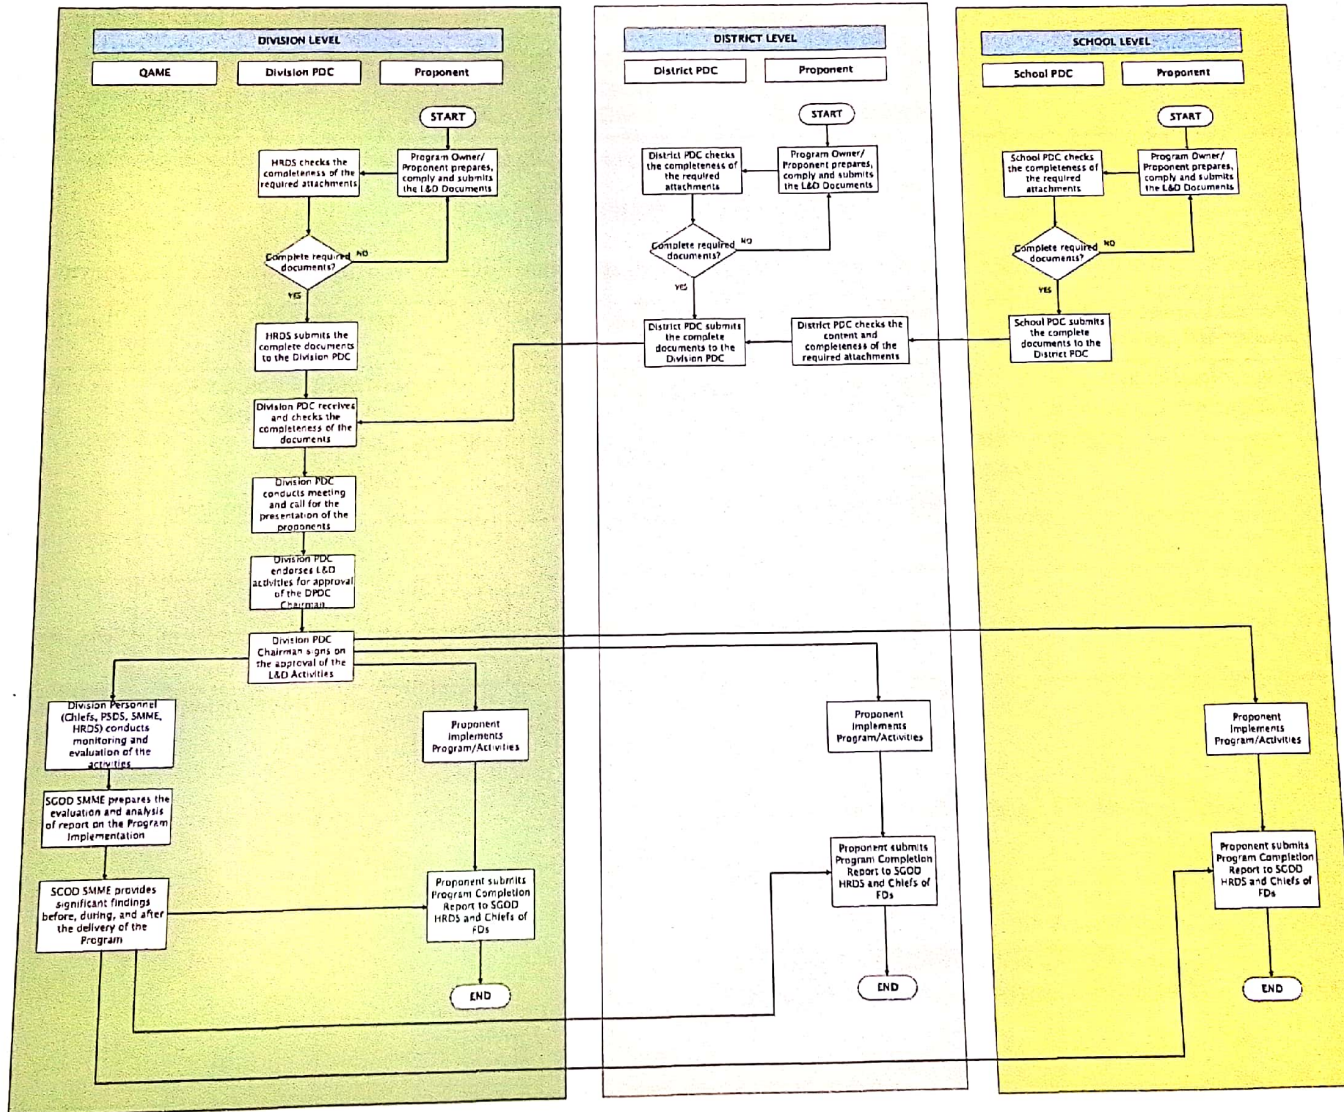 DIVISION LEVEL
QAME
Division PDC
Proponent
START
Program Owner/
Proponent prepares,
comply and submits
the L&D Documents
HRDS checks the
completeness of the
required attachments
Complete required
documents?
NO
YES
HRDS submits the
complete documents
to the Division PDC
Division PDC receives
and checks the
completeness of the
documents
Division PDC
conducts meeting
and call for the
presentation of the
proponents
Division PDC
endorses L&D
activities for approval
of the DPDC
Chairman
Division PDC
Chairman signs on
the approval of the
L&D Activities
Division Personnel
(Chiefs, PSDS, SMME,
HRDS) conducts
monitoring and
evaluation of the
activities
SGOD SMME prepares the
evaluation and analysis
of report on the Program
Implementation
SGOD SMME provides
significant findings
before, during, and after
the delivery of the
Program
Proponent
Implements
Program/Activities
Proponent submits
Program Completion
Report to SGOD
HRDS and Chiefs of
FDs
END
DISTRICT LEVEL
District PDC
Proponent
START
Program Owner/
Proponent prepares,
comply and submits
the L&D Documents
District PDC checks
the completeness of
the required
attachments
Complete required
documents?
NO
YES
District PDC submits
the complete
documents to the
Division PDC
District PDC checks the
content and
completeness of the
required attachments
Proponent
Implements
Program/Activities
Proponent submits
Program Completion
Report to SGOD
HRDS and Chiefs of
FDs
END
SCHOOL LEVEL
School PDC
Proponent
START
Program Owner/
Proponent prepares,
comply and submits
the L&D Documents
School PDC checks
the completeness of
the required
attachments
Complete required
documents?
NO
YES
School PDC submits
the complete
documents to the
District PDC
Proponent
Implements
Program/Activities
Proponent submits
Program Completion
Report to SGOD
HRDS and Chiefs of
FDs
END